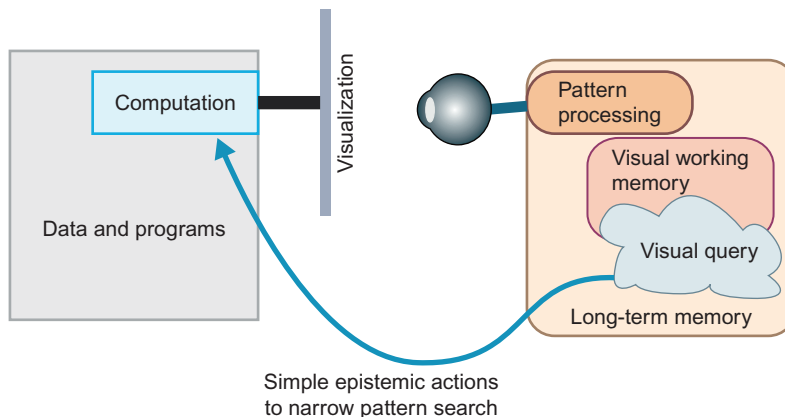 Computation
Visualization
Pattern
processing
Visual working
memory
Data and programs
Visual query
Long-term memory
Simple epistemic actions
to narrow pattern search